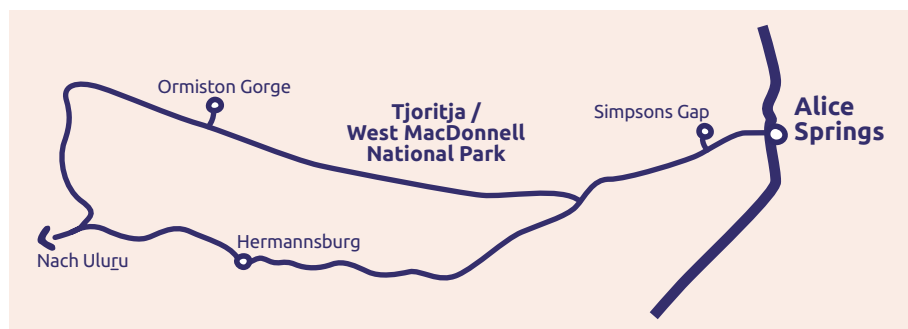 Ormiston Gorge
Tjoritja /
West MacDonnell
National Park
Simpsons Gap
Alice
Springs
Hermannsburg
Nach Uluṟu